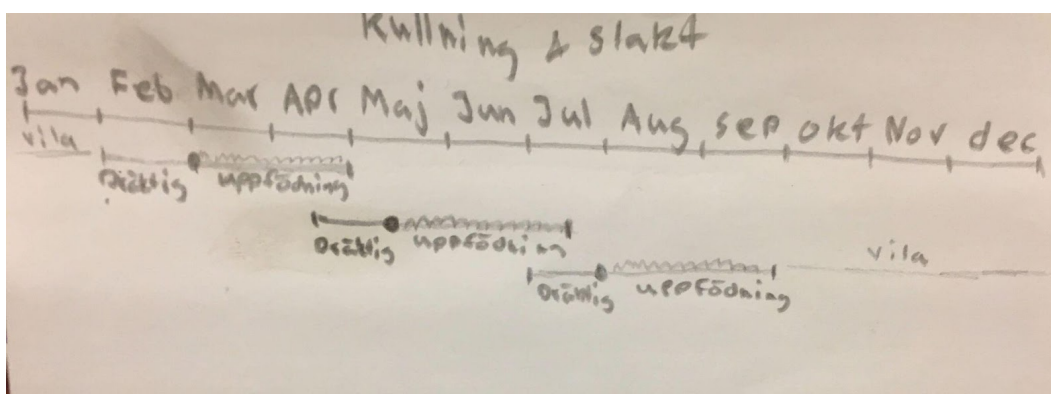 Kullning & slakt
Jan Feb Mar Apr Maj Jun Jul Aug sep okt Nov dec
vila
Dräktig uppfödning
Dräktig uppfödning
vila
Dräktig uppfödning